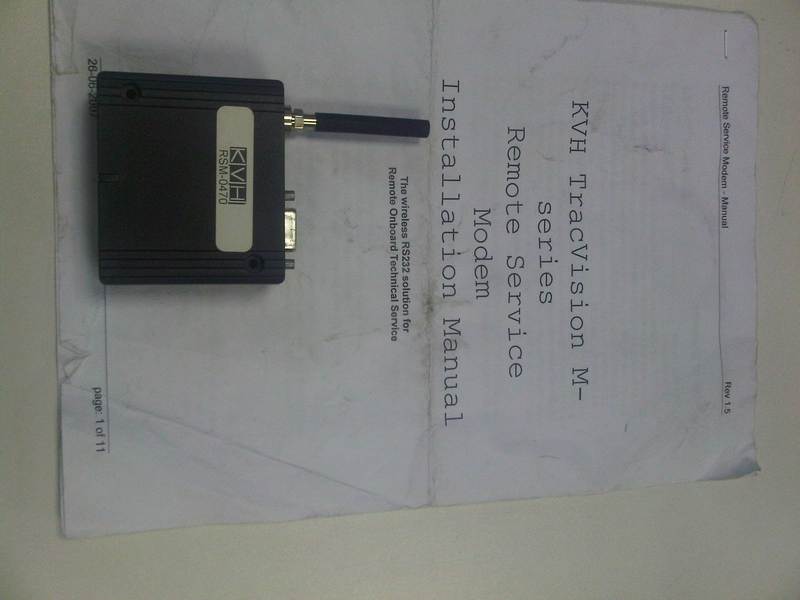 Remote Service Modem - Manual
Rev 1.5
KVH TracVision M-
series
Remote Service
Modem
Installation Manual
The wireless RS232 solution for
Remote Onboard Technical Service
KVH
RSM-0470
26-06-2007
page: 1 of 11